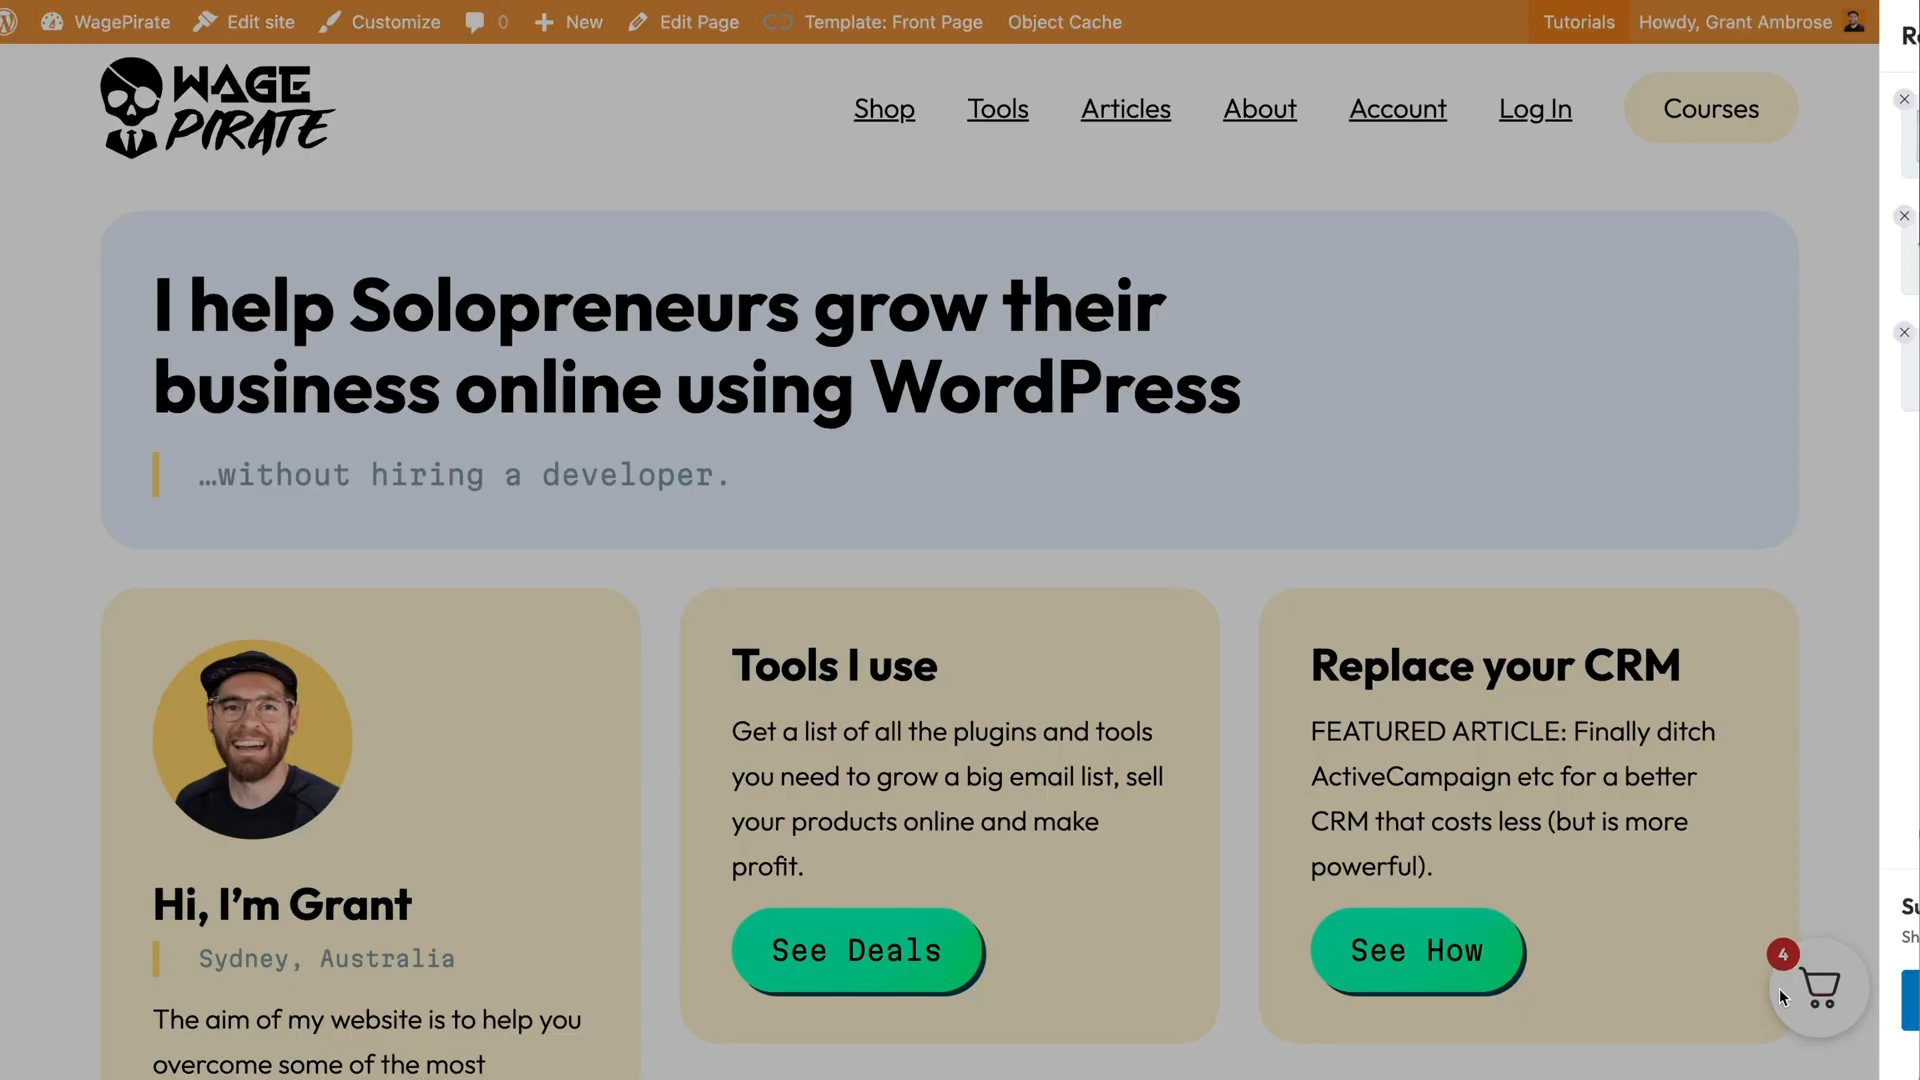 WagePirate Edit site Customize 0 New Edit Page Template: Front Page Object Cache Tutorials Howdy, Grant Ambrose
WAGE
PIRATE
Shop Tools Articles About Account Log In Courses
I help Solopreneurs grow their
business online using WordPress
…without hiring a developer.
Hi, I’m Grant
Sydney, Australia
The aim of my website is to help you
overcome some of the most
Tools I use
Get a list of all the plugins and tools
you need to grow a big email list, sell
your products online and make
profit.
See Deals
Replace your CRM
FEATURED ARTICLE: Finally ditch
ActiveCampaign etc for a better
CRM that costs less (but is more
powerful).
See How
4